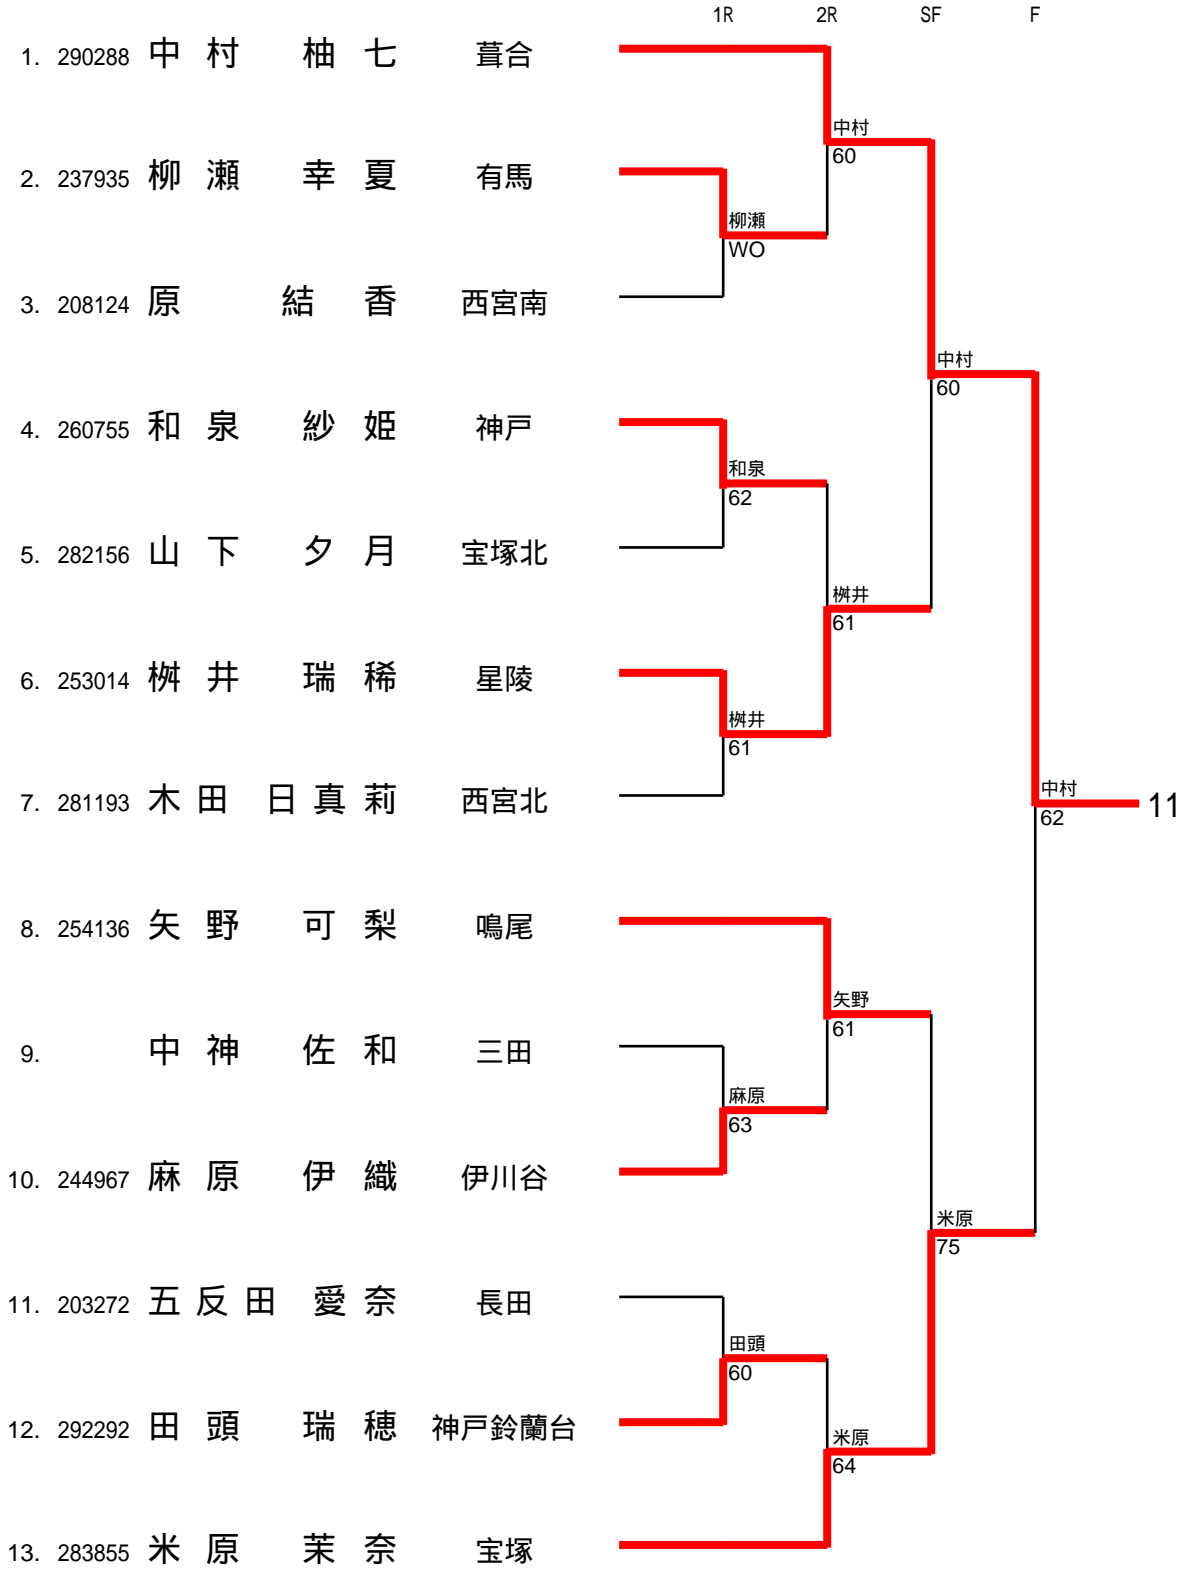 1R 2R SF F
1. 290288 中村 柚七 葺合
中村
60
2. 237935 柳瀬 幸夏 有馬
柳瀬
WO
3. 208124 原 結香 西宮南
中村
60
4. 260755 和泉 紗姫 神戸
和泉
62
5. 282156 山下 夕月 宝塚北
桝井
61
6. 253014 桝井 瑞稀 星陵
桝井
61
7. 281193 木田 日真莉 西宮北
中村
62
11
8. 254136 矢野 可梨 鳴尾
矢野
61
9. 中神 佐和 三田
麻原
63
10. 244967 麻原 伊織 伊川谷
米原
75
11. 203272 五反田 愛奈 長田
田頭
60
12. 292292 田頭 瑞穂 神戸鈴蘭台
米原
64
13. 283855 米原 茉奈 宝塚